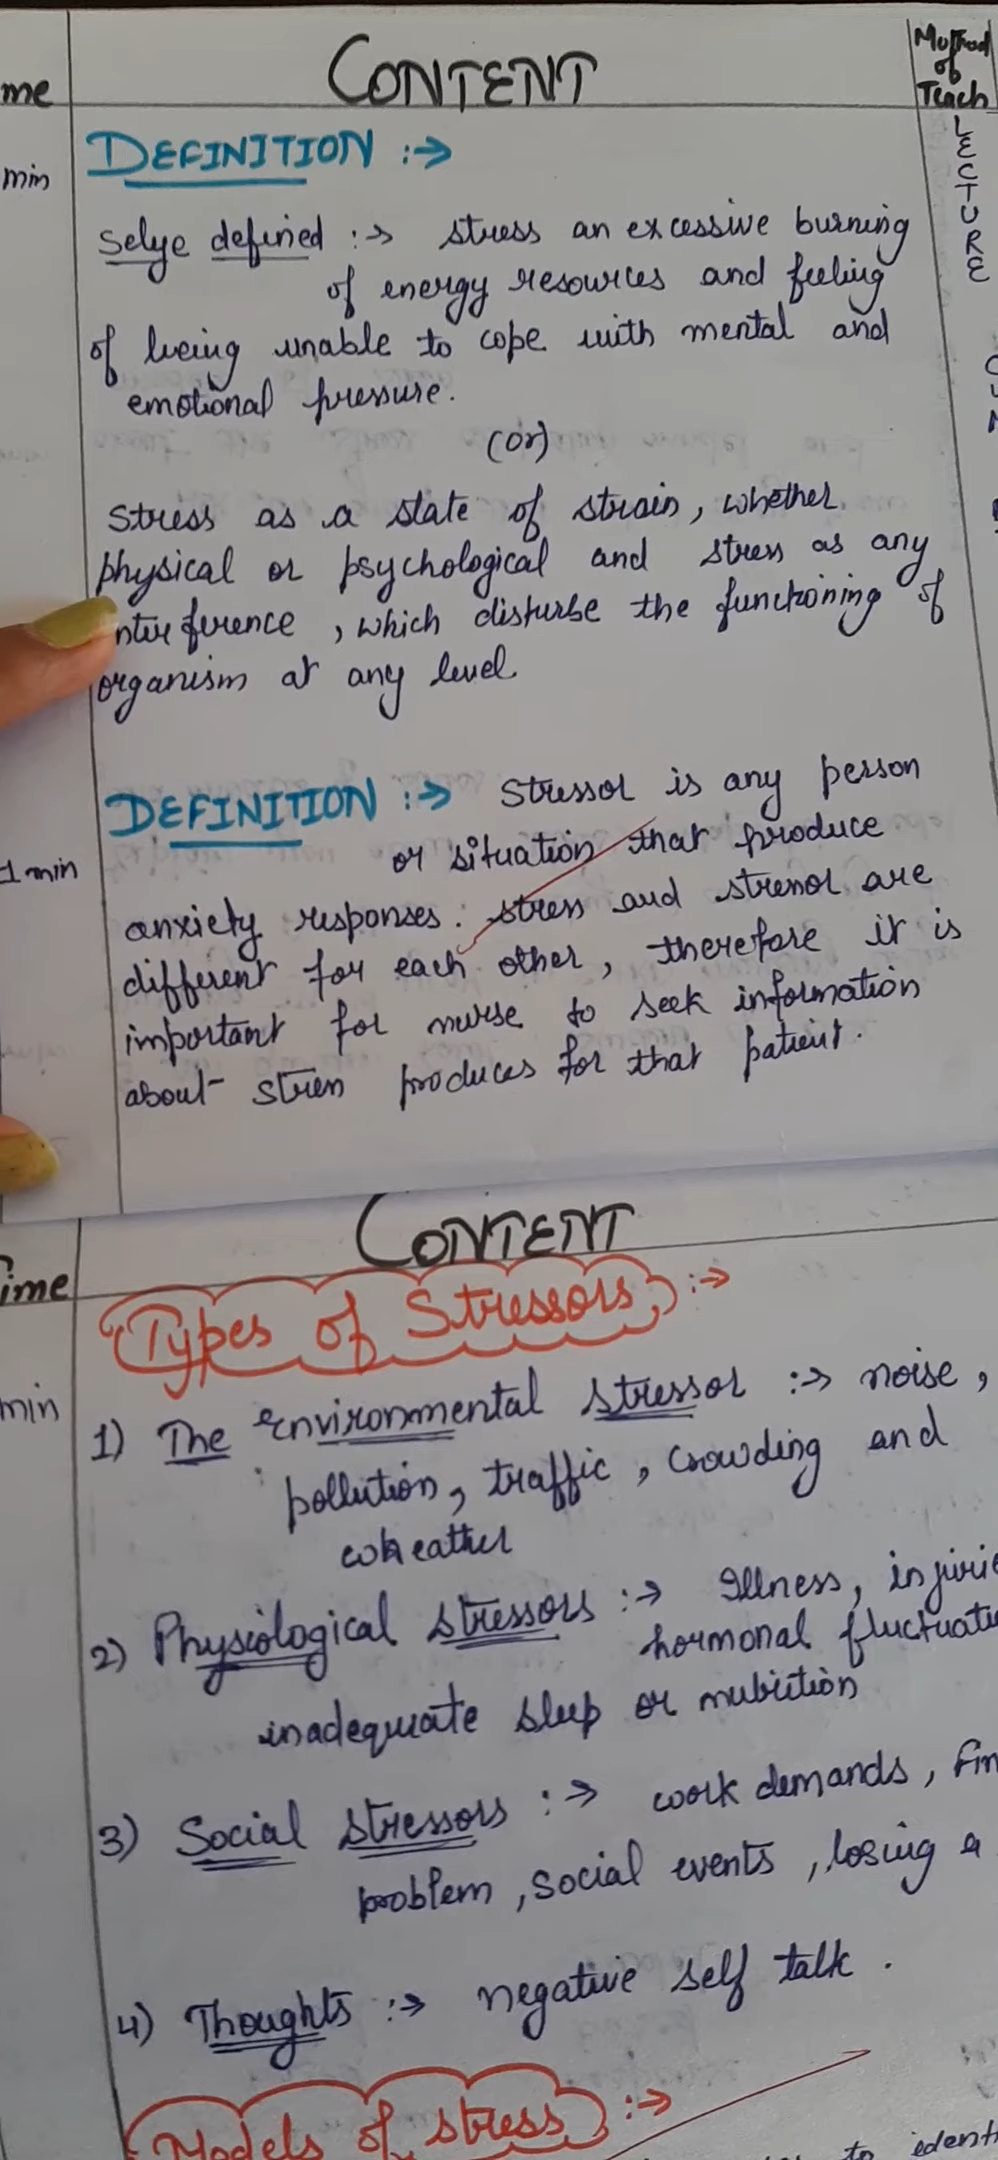 me
CONTENT
Method
of
Teach
min
DEFINITION :->
LECTURE
Selye defined :-> stress an excessive burning
of energy resources and feeling
of being unable to cope with mental and
emotional pressure.
(or)
Stress as a state of strain, whether
physical or psychological and stress as any
interference, which disturbe the functioning of
organism at any level.
1 min
DEFINITION :-> Stressor is any person
or situation that produce
anxiety responses. stress and stressor are
different for each other, therefore it is
important for nurse to seek information
about stress produces for that patient.
CONTENT
ime
Types of Stressors :->
min
1) The Environmental stressor :-> noise,
pollution, traffic, crowding and
wheather
2) Physiological stressors :-> Illness, injurie
hormonal fluctuati
inadequate sleep or nutrition
3) Social stressors :-> work demands, Fin
problem, social events, losing a
4) Thoughts :-> negative self talk.
Models of stress :->
to identi